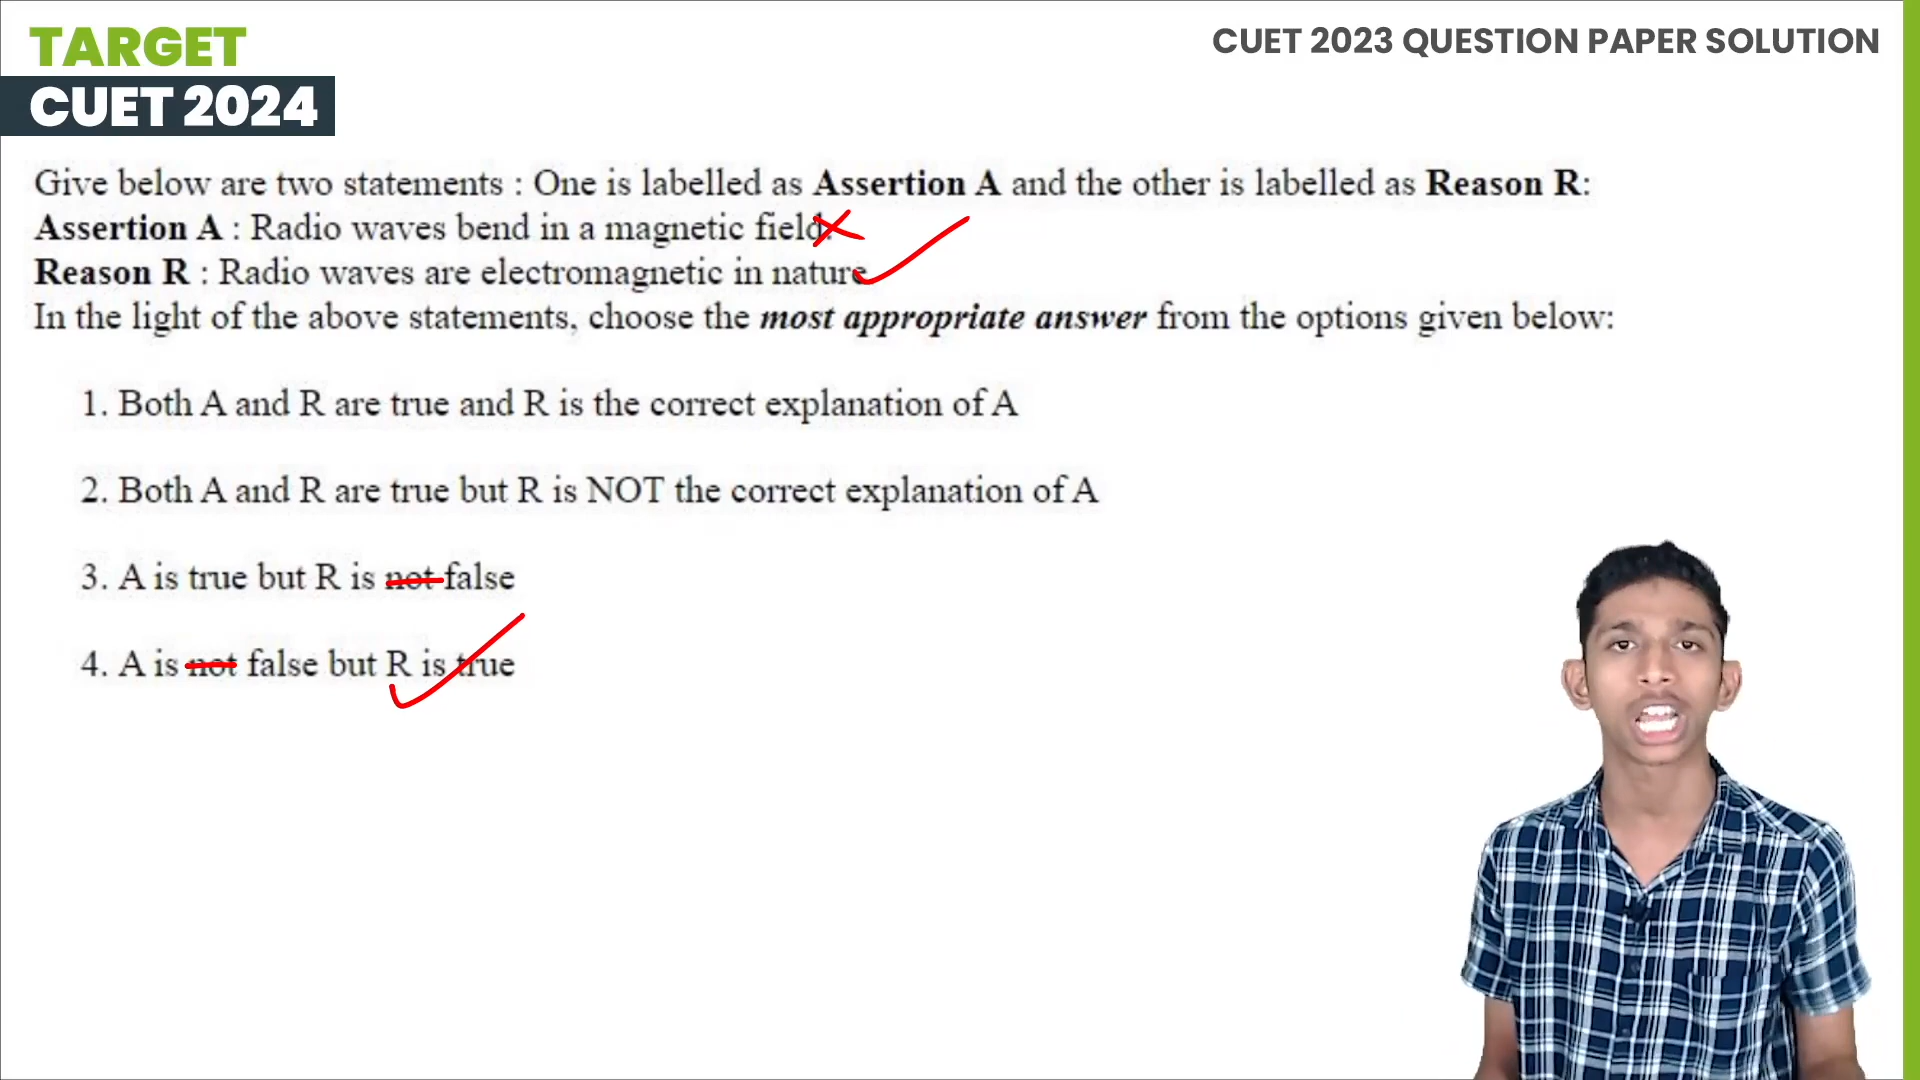 TARGET
CUET 2024
CUET 2023 QUESTION PAPER SOLUTION
Give below are two statements : One is labelled as Assertion A and the other is labelled as Reason R:
Assertion A : Radio waves bend in a magnetic field.
Reason R : Radio waves are electromagnetic in nature
In the light of the above statements, choose the most appropriate answer from the options given below:
1. Both A and R are true and R is the correct explanation of A
2. Both A and R are true but R is NOT the correct explanation of A
3. A is true but R is not false
4. A is not false but R is true